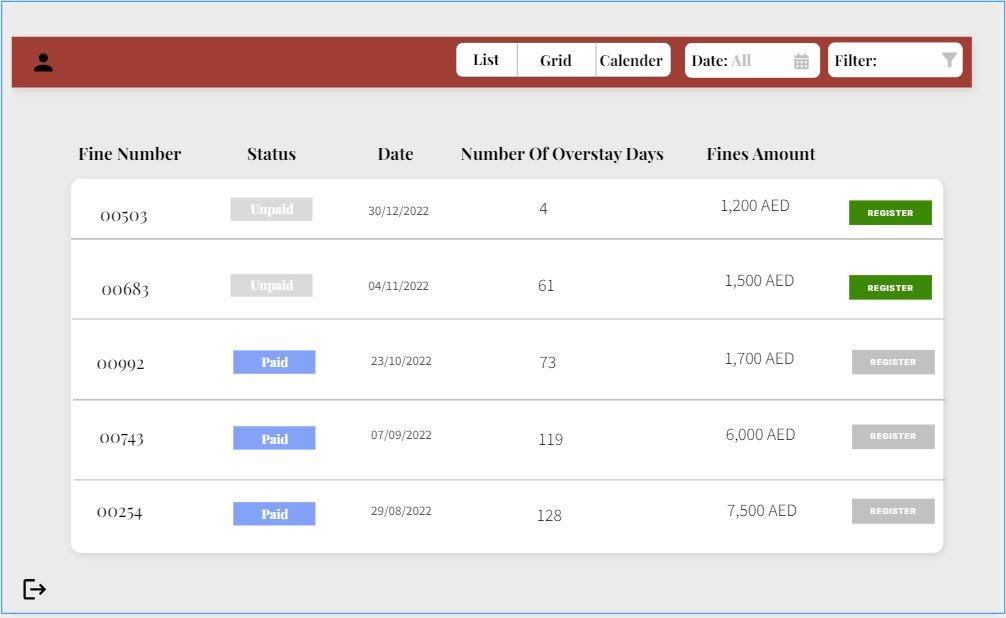 List Grid Calender Date: All Filter:
Fine Number Status Date Number Of Overstay Days Fines Amount
00503 Unpaid 30/12/2022 4 1,200 AED REGISTER
00683 Unpaid 04/11/2022 61 1,500 AED REGISTER
00992 Paid 23/10/2022 73 1,700 AED REGISTER
00743 Paid 07/09/2022 119 6,000 AED REGISTER
00254 Paid 29/08/2022 128 7,500 AED REGISTER